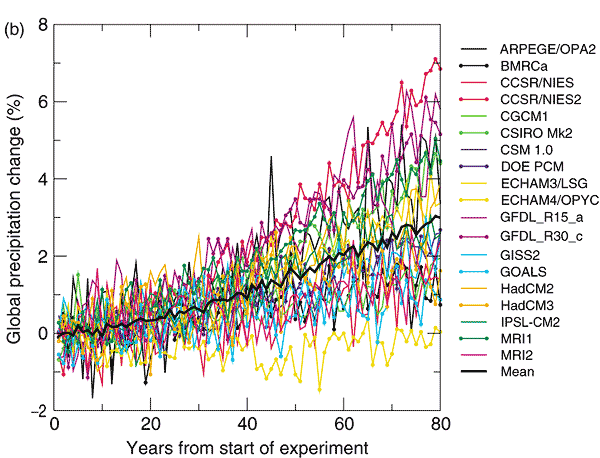 (b)
8
6
4
2
0
−2
0
20
40
60
80
Global precipitation change (%)
Years from start of experiment
ARPEGE/OPA2
BMRCa
CCSR/NIES
CCSR/NIES2
CGCM1
CSIRO Mk2
CSM 1.0
DOE PCM
ECHAM3/LSG
ECHAM4/OPYC
GFDL_R15_a
GFDL_R30_c
GISS2
GOALS
HadCM2
HadCM3
IPSL-CM2
MRI1
MRI2
Mean